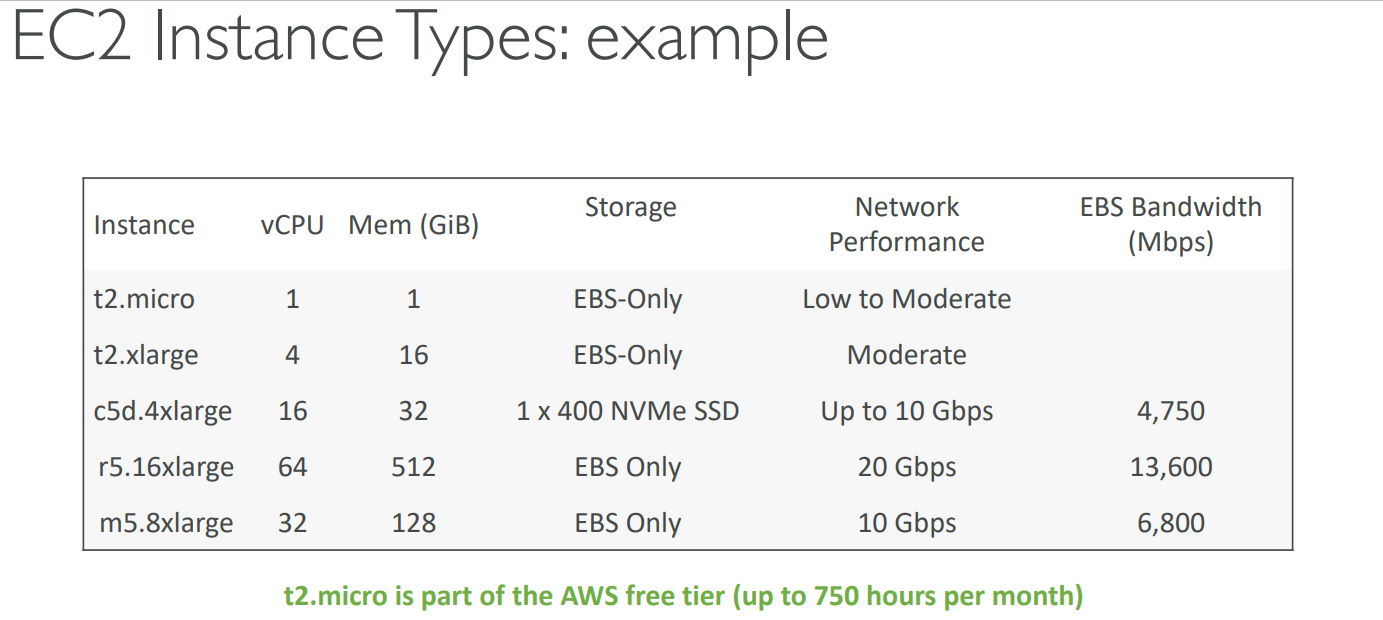 EC2 Instance Types: example
Instance vCPU Mem (GiB) Storage Network Performance EBS Bandwidth (Mbps)
t2.micro 1 1 EBS-Only Low to Moderate
t2.xlarge 4 16 EBS-Only Moderate
c5d.4xlarge 16 32 1 x 400 NVMe SSD Up to 10 Gbps 4,750
r5.16xlarge 64 512 EBS Only 20 Gbps 13,600
m5.8xlarge 32 128 EBS Only 10 Gbps 6,800
t2.micro is part of the AWS free tier (up to 750 hours per month)